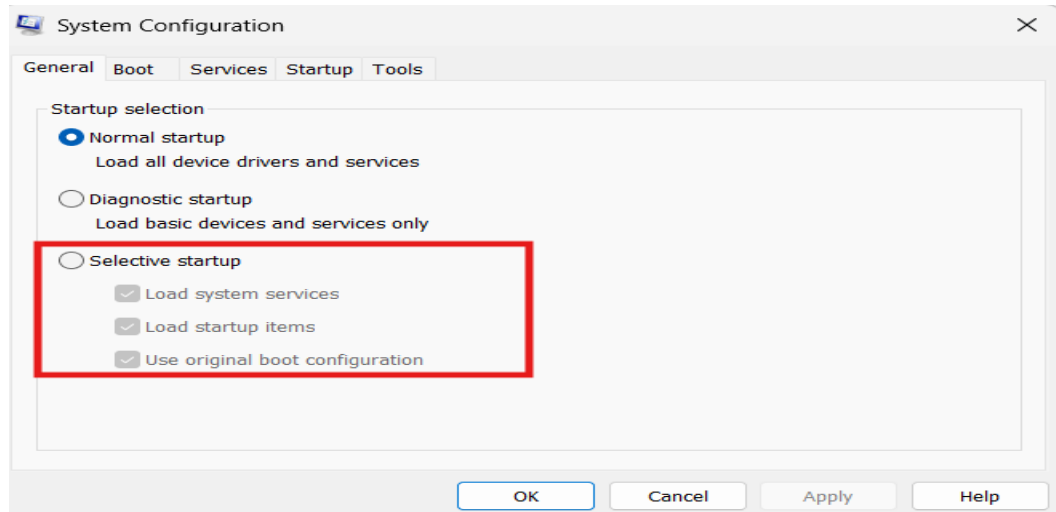 System Configuration
General Boot Services Startup Tools
Startup selection
Normal startup
Load all device drivers and services
Diagnostic startup
Load basic devices and services only
Selective startup
Load system services
Load startup items
Use original boot configuration
OK Cancel Apply Help